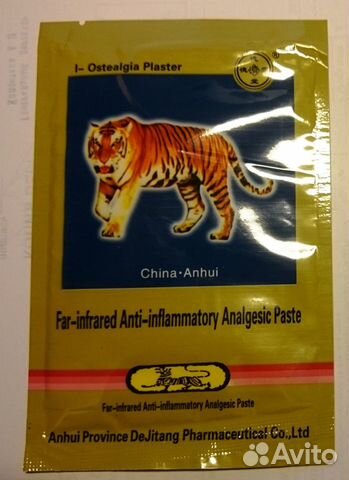 I- Ostealgia Plaster
®
China·Anhui
Far-infrared Anti-inflammatory Analgesic Paste
Far-infrared Anti-inflammatory Analgesic Paste
Anhui Province DeJitang Pharmaceutical Co.,Ltd
Avito